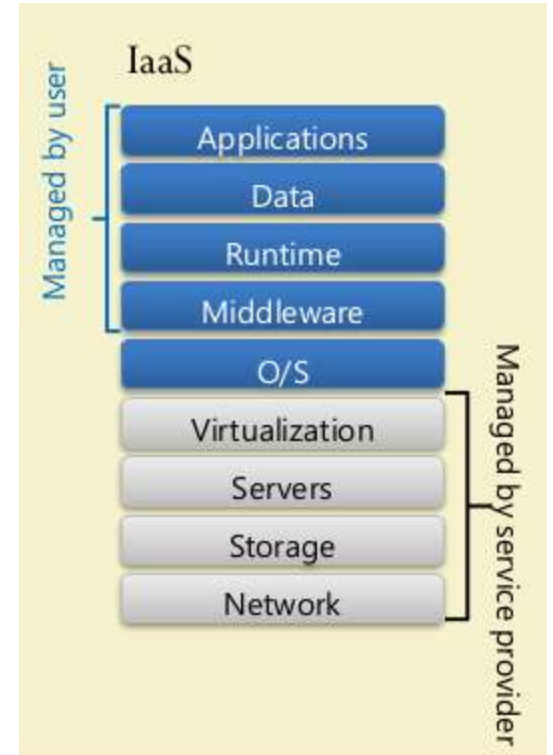 IaaS
Managed by user
Applications
Data
Runtime
Middleware
O/S
Virtualization
Servers
Storage
Network
Managed by service provider